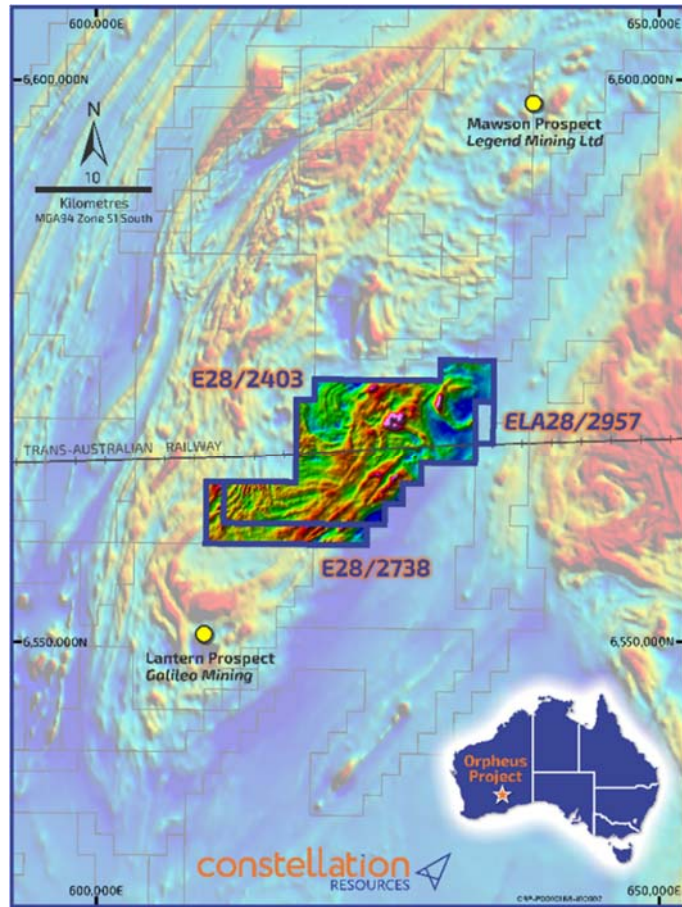 600,000E
650,000E
6,600,000N
6,600,000N
N
10
Kilometres
MGA94 Zone 51 South
Mawson Prospect
Legend Mining Ltd
E28/2403
ELA28/2957
TRANS-AUSTRALIAN RAILWAY
E28/2738
6,550,000N
6,550,000N
Lantern Prospect
Galileo Mining
Orpheus
Project
constellation
RESOURCES
600,000E
650,000E